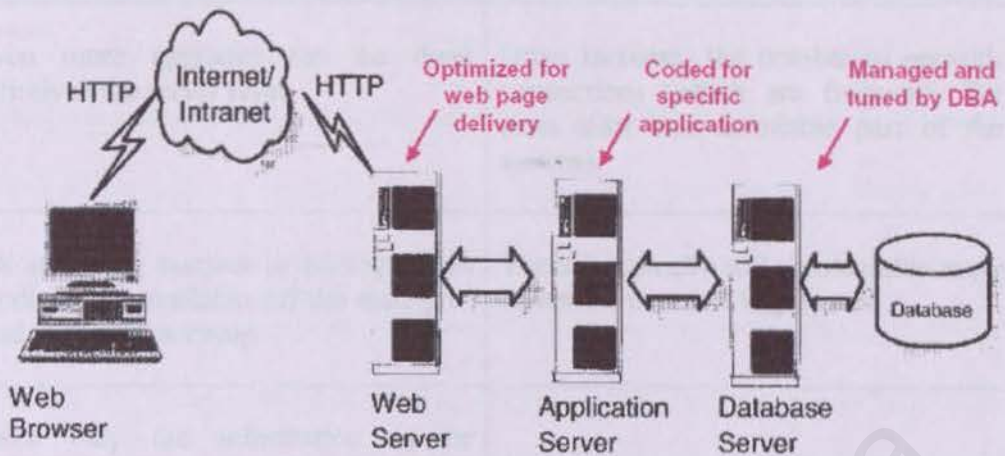 Internet/
Intranet
HTTP
HTTP
Optimized for
web page
delivery
Coded for
specific
application
Managed and
tuned by DBA
Database
Web
Browser
Web
Server
Application
Server
Database
Server